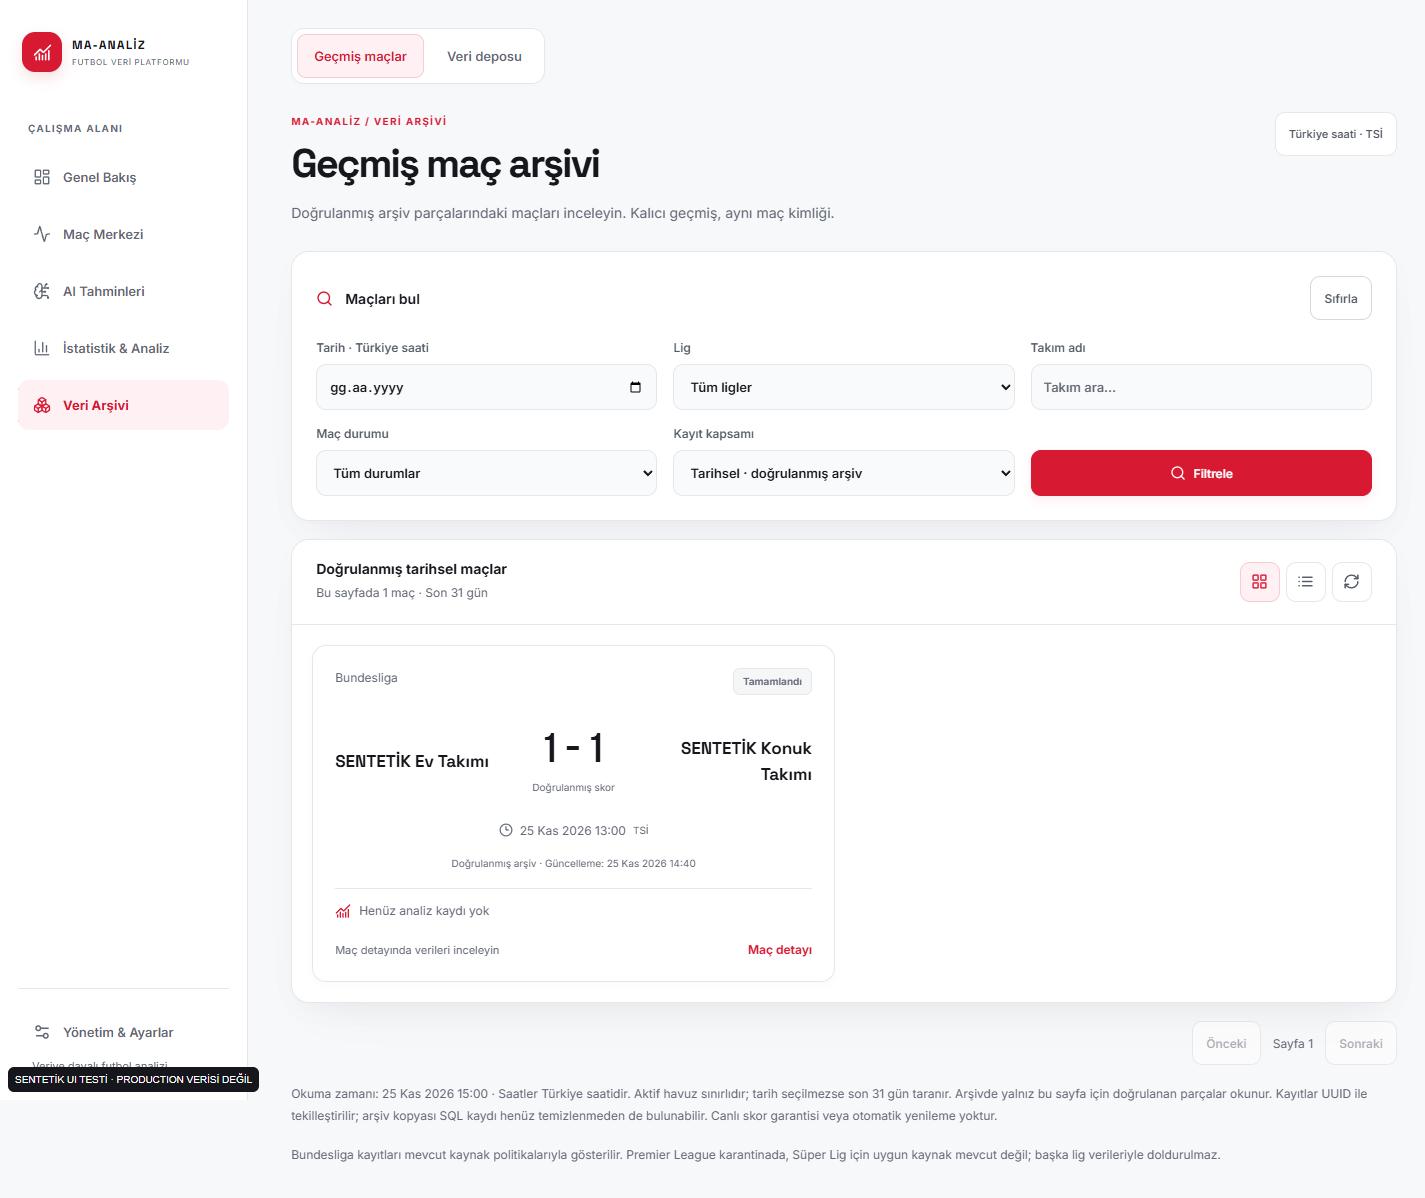 MA-ANALİZ
FUTBOL VERİ PLATFORMU
ÇALIŞMA ALANI
Genel Bakış
Maç Merkezi
AI Tahminleri
İstatistik & Analiz
Veri Arşivi
Yönetim & Ayarlar
Veriye dayalı futbol analizi
SENTETİK UI TESTİ · PRODUCTION VERİSİ DEĞİL
Geçmiş maçlar
Veri deposu
MA-ANALİZ / VERİ ARŞİVİ
Türkiye saati · TSİ
Geçmiş maç arşivi
Doğrulanmış arşiv parçalarındaki maçları inceleyin. Kalıcı geçmiş, aynı maç kimliği.
Maçları bul
Sıfırla
Tarih · Türkiye saati
Lig
Takım adı
gg.aa.yyyy
Tüm ligler
Takım ara...
Maç durumu
Kayıt kapsamı
Tüm durumlar
Tarihsel · doğrulanmış arşiv
Filtrele
Doğrulanmış tarihsel maçlar
Bu sayfada 1 maç · Son 31 gün
Bundesliga
Tamamlandı
SENTETİK Ev Takımı
1 - 1
Doğrulanmış skor
SENTETİK Konuk
Takımı
25 Kas 2026 13:00 TSİ
Doğrulanmış arşiv · Güncelleme: 25 Kas 2026 14:40
Henüz analiz kaydı yok
Maç detayında verileri inceleyin
Maç detayı
Önceki
Sayfa 1
Sonraki
Okuma zamanı: 25 Kas 2026 15:00 · Saatler Türkiye saatidir. Aktif havuz sınırlıdır; tarih seçilmezse son 31 gün taranır. Arşivde yalnız bu sayfa için doğrulanan parçalar okunur. Kayıtlar UUID ile
tekilleştirilir; arşiv kopyası SQL kaydı henüz temizlenmeden de bulunabilir. Canlı skor garantisi veya otomatik yenileme yoktur.
Bundesliga kayıtları mevcut kaynak politikalarıyla gösterilir. Premier League karantinada, Süper Lig için uygun kaynak mevcut değil; başka lig verileriyle doldurulmaz.